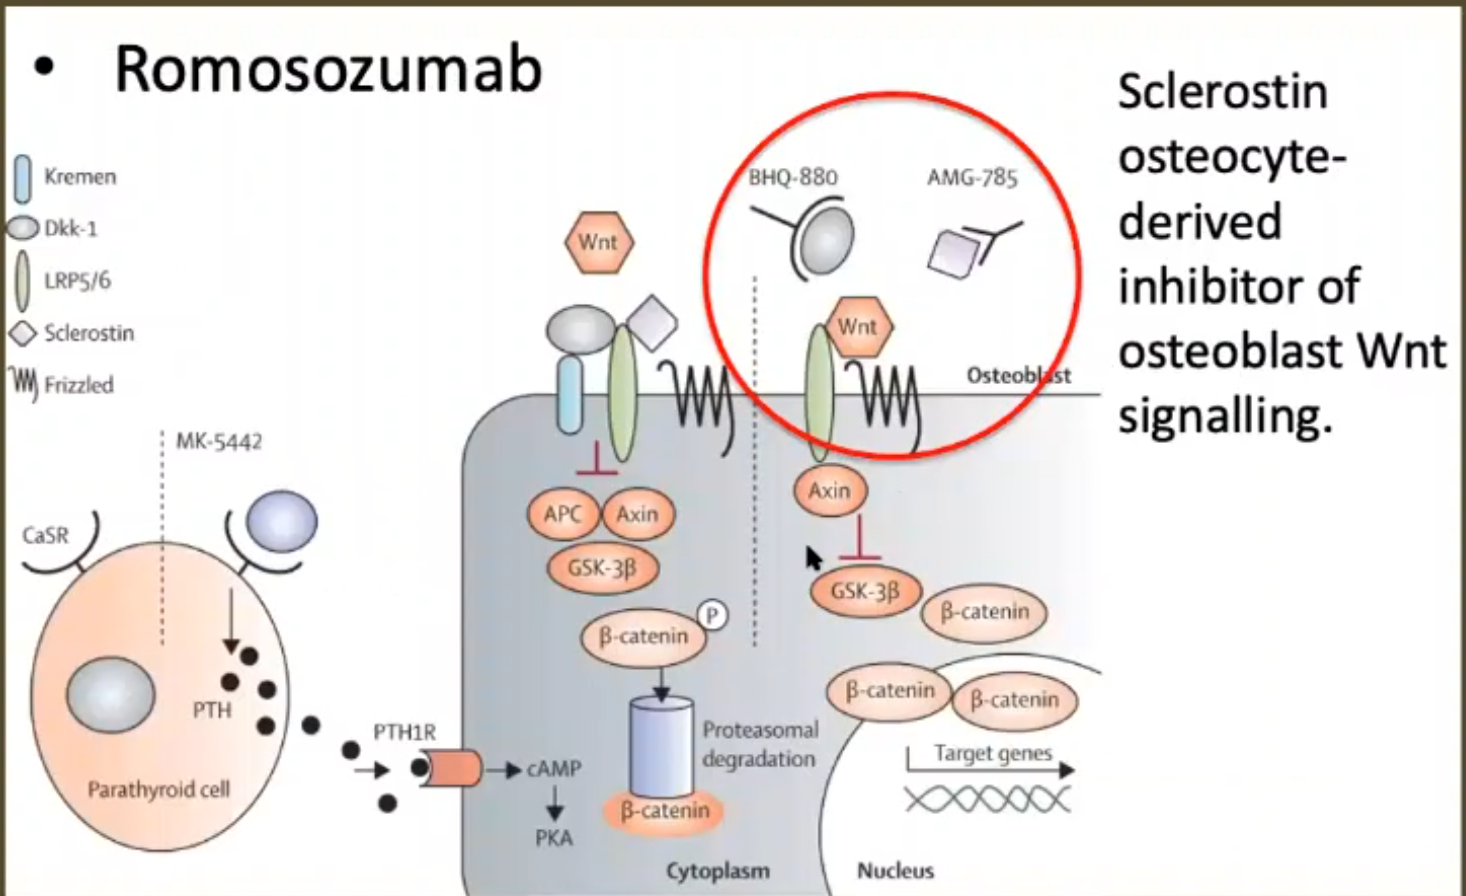 • Romosozumab
Kremen
Dkk-1
LRP5/6
Sclerostin
Frizzled
MK-5442
CaSR
PTH
Parathyroid cell
PTH1R
cAMP
PKA
Wnt
APC
Axin
GSK-3β
β-catenin
P
Proteasomal
degradation
β-catenin
Cytoplasm
BHQ-880
AMG-785
Wnt
Osteoblast
Axin
GSK-3β
β-catenin
β-catenin
β-catenin
Target genes
Nucleus
Sclerostin
osteocyte-
derived
inhibitor of
osteoblast Wnt
signalling.